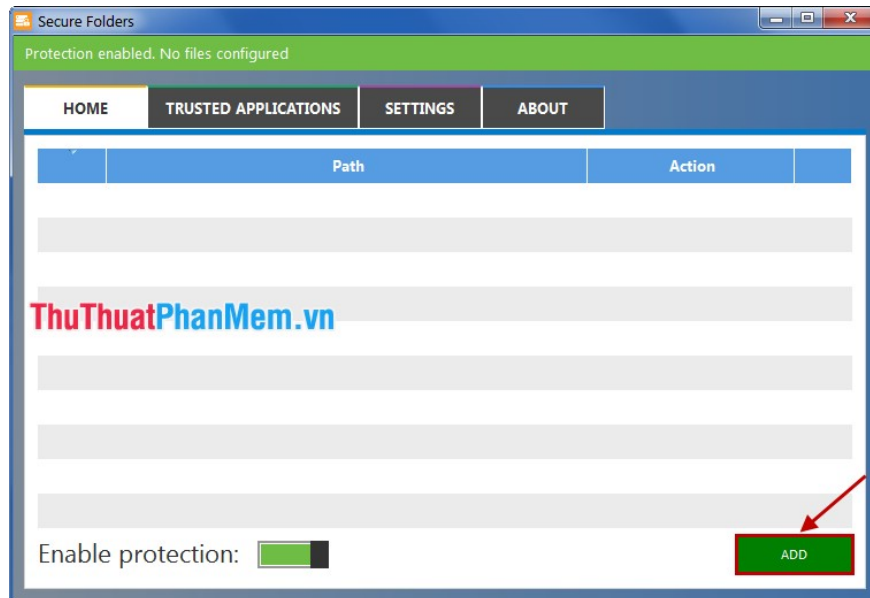 Secure Folders
Protection enabled. No files configured
HOME TRUSTED APPLICATIONS SETTINGS ABOUT
Path Action
ThuThuatPhanMem.vn
Enable protection: ADD